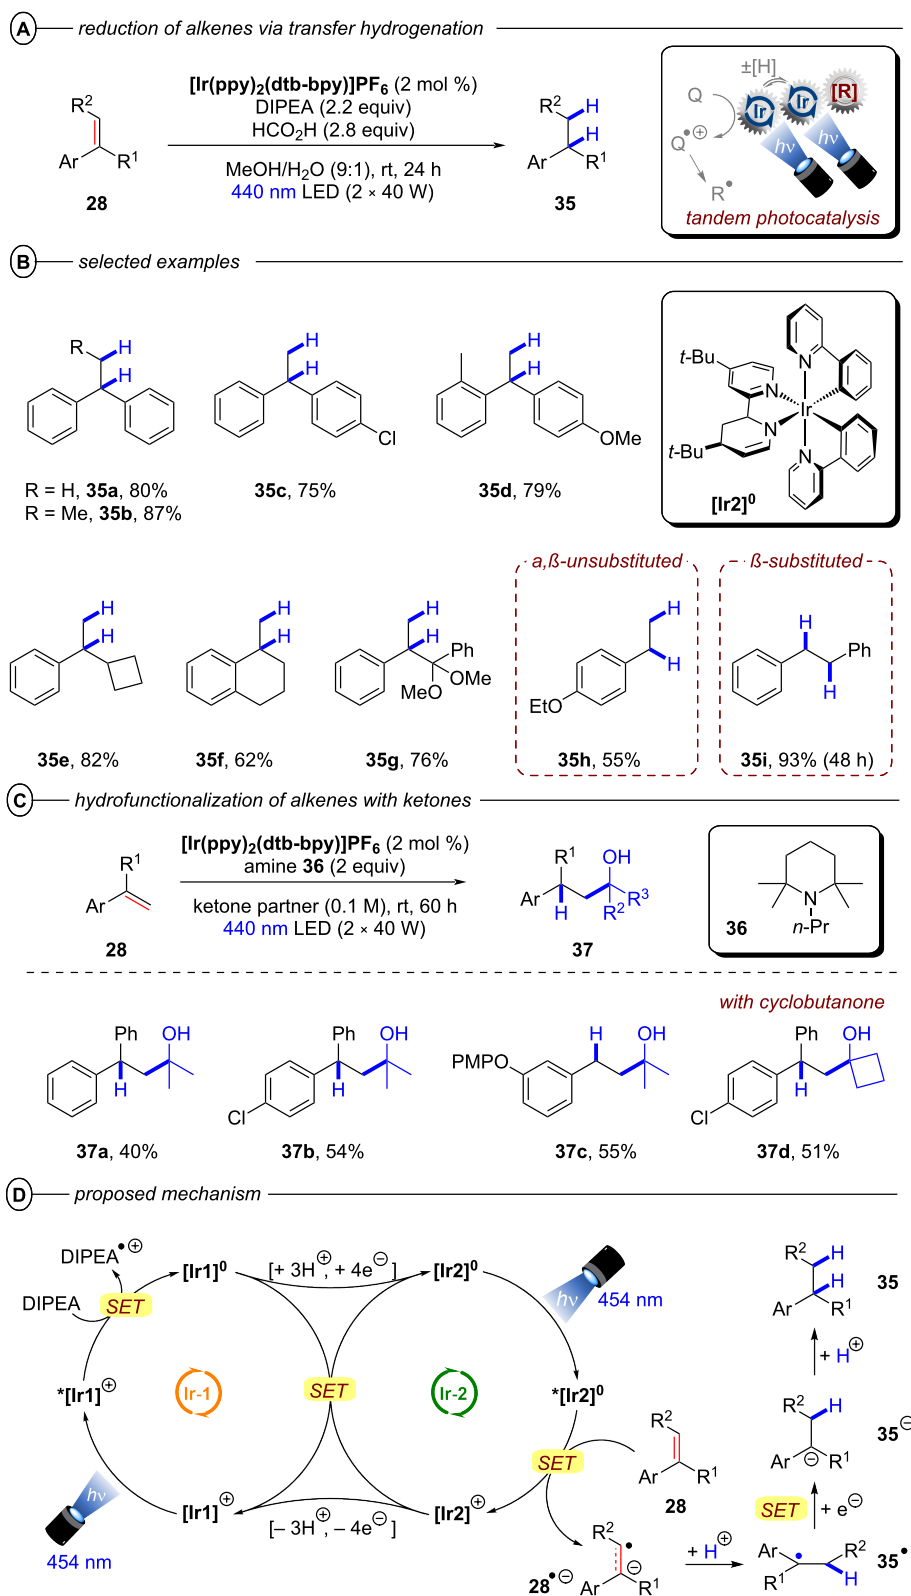 A reduction of alkenes via transfer hydrogenation
R2
Ar R1
28
[Ir(ppy)2(dtb-bpy)]PF6 (2 mol %)
DIPEA (2.2 equiv)
HCO2H (2.8 equiv)
MeOH/H2O (9:1), rt, 24 h
440 nm LED (2 × 40 W)
R2 H
H
Ar R1
35
±[H]
Q Ir Ir [R]
Q•⊕ hν hν
R•
tandem photocatalysis
B selected examples
R H
H
R = H, 35a, 80%
R = Me, 35b, 87%
H
H
Cl
35c, 75%
H
H
OMe
35d, 79%
t-Bu
N
N
Ir
N
N
t-Bu
[Ir2]0
H
H
35e, 82%
H
H
35f, 62%
H
H Ph
MeO OMe
35g, 76%
a,ß-unsubstituted
H
H
EtO
35h, 55%
ß-substituted
H
Ph
H
35i, 93% (48 h)
C hydrofunctionalization of alkenes with ketones
R1
Ar
28
[Ir(ppy)2(dtb-bpy)]PF6 (2 mol %)
amine 36 (2 equiv)
ketone partner (0.1 M), rt, 60 h
440 nm LED (2 × 40 W)
R1 OH
Ar R3
H R2
37
36
N
n-Pr
Ph OH
H
37a, 40%
Ph OH
H
Cl
37b, 54%
H OH
PMPO
37c, 55%
with cyclobutanone
Ph OH
H
Cl
37d, 51%
D proposed mechanism
DIPEA•⊕
DIPEA
SET
[Ir1]0
[+ 3H⊕, + 4e⊖]
[Ir2]0
hν
454 nm
*[Ir1]⊕
Ir-1
SET
Ir-2
*[Ir2]0
hν
454 nm
[Ir1]⊕
[– 3H⊕, – 4e⊖]
[Ir2]⊕
SET
R2
Ar R1
28
R2 •
⊖
Ar R1
28•⊖
+ H⊕
Ar • R2
R1 H
35•
SET + e⊖
R2 H
Ar ⊖ R1
35⊖
+ H⊕
R2 H
H
Ar R1
35